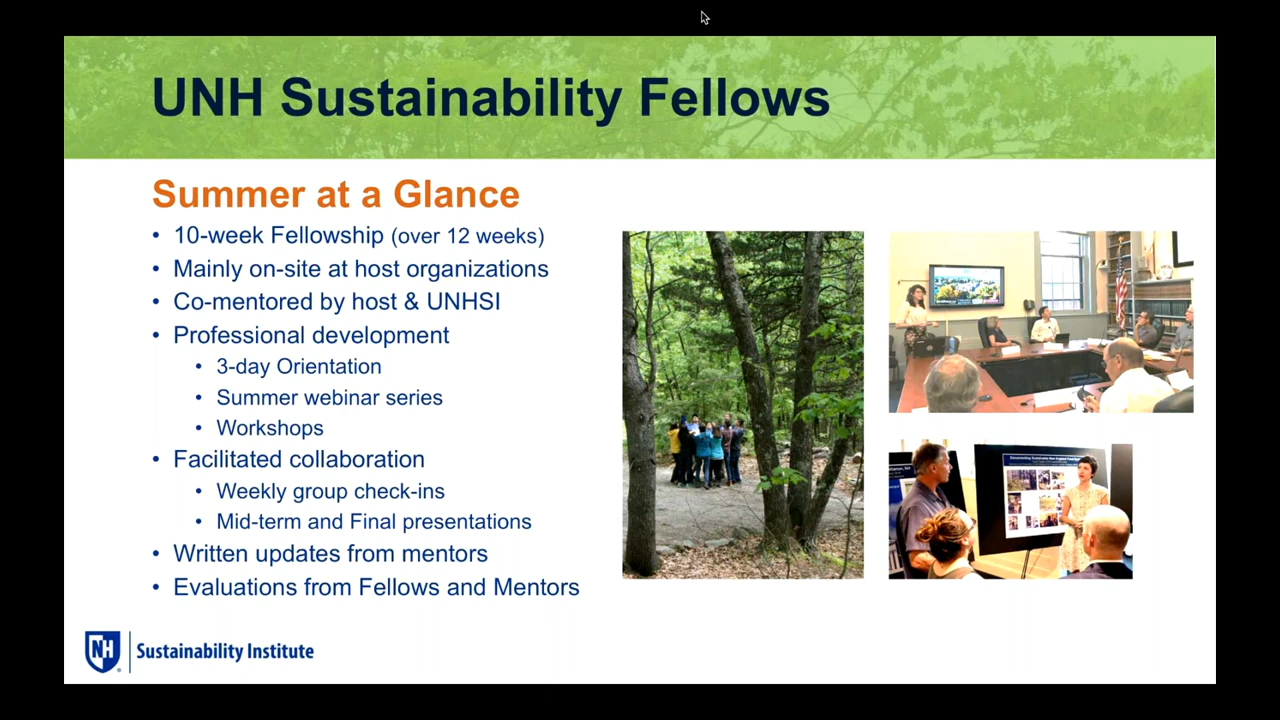 UNH Sustainability Fellows
Summer at a Glance
• 10-week Fellowship (over 12 weeks)
• Mainly on-site at host organizations
• Co-mentored by host & UNHSI
• Professional development
• 3-day Orientation
• Summer webinar series
• Workshops
• Facilitated collaboration
• Weekly group check-ins
• Mid-term and Final presentations
• Written updates from mentors
• Evaluations from Fellows and Mentors
NH
Sustainability Institute